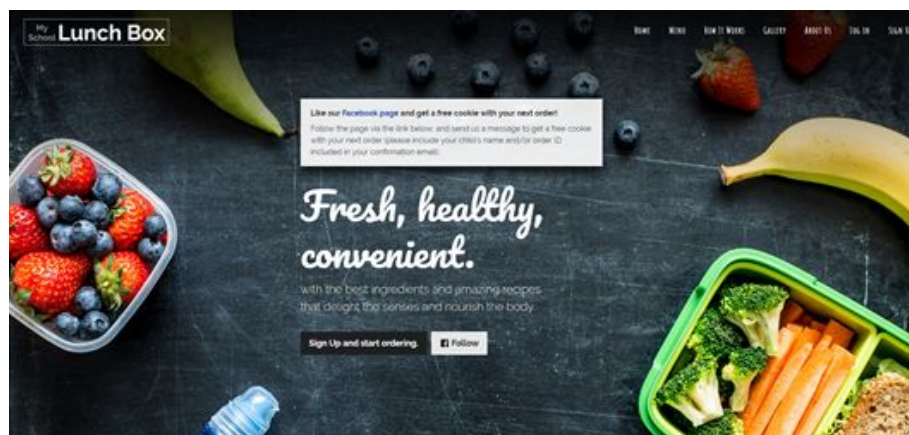 My School Lunch Box
Home Menu How It Works Gallery About Us Log In Sign
Like our Facebook page and get a free cookie with your next order!
Follow the page via the link below, and send us a message to get a free cookie
with your next order (please include your child's name and/or order ID
included in your confirmation email).
Fresh, healthy,
convenient.
with the best ingredients and amazing recipes
that delight the senses and nourish the body.
Sign Up and start ordering. Follow